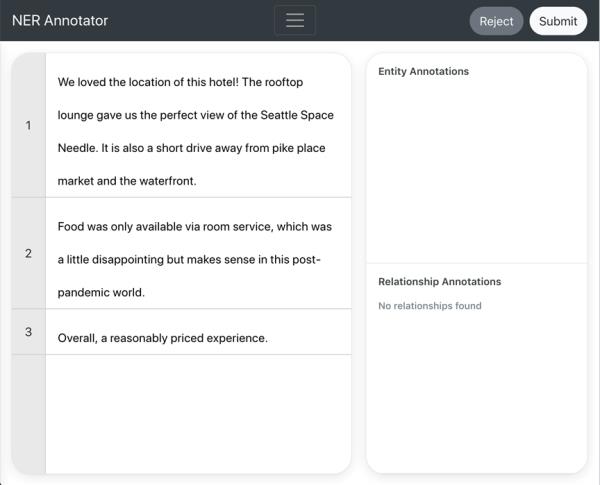 NER Annotator
Reject
Submit
1
We loved the location of this hotel! The rooftop
lounge gave us the perfect view of the Seattle Space
Needle. It is also a short drive away from pike place
market and the waterfront.
2
Food was only available via room service, which was
a little disappointing but makes sense in this post-
pandemic world.
3
Overall, a reasonably priced experience.
Entity Annotations
Relationship Annotations
No relationships found